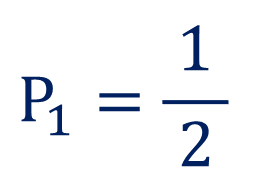 P₁ = 1/2